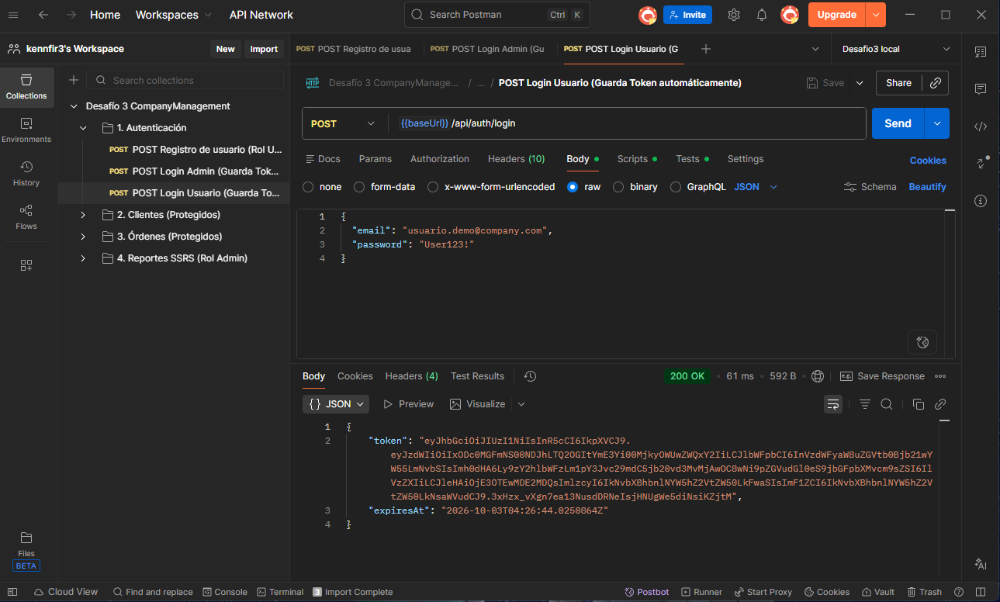 Home
Workspaces
API Network
Search Postman
Ctrl K
Invite
Upgrade
kennfir3's Workspace
New
Import
POST POST Registro de usua
POST POST Login Admin (Gu
POST POST Login Usuario (G
Desafio3 local
Collections
Environments
History
Flows
Files
BETA
Search collections
Desafío 3 CompanyManagement
1. Autenticación
POST POST Registro de usuario (Rol U...
POST POST Login Admin (Guarda Tok...
POST POST Login Usuario (Guarda To...
2. Clientes (Protegidos)
3. Órdenes (Protegidos)
4. Reportes SSRS (Rol Admin)
HTTP Desafío 3 CompanyManage... / ... / POST Login Usuario (Guarda Token automáticamente)
Save
Share
POST
{{baseUrl}} /api/auth/login
Send
Docs Params Authorization Headers (10) Body Scripts Tests Settings
Cookies
none form-data x-www-form-urlencoded raw binary GraphQL JSON
Schema
Beautify
1 {
2 "email": "usuario.demo@company.com",
3 "password": "User123!"
4 }
Body Cookies Headers (4) Test Results
200 OK • 61 ms • 592 B
e.g. Save Response
{} JSON
Preview
Visualize
1 {
2 "token": "eyJhbGciOiJIUzI1NiIsInR5cCI6IkpXVCJ9.
eyJzdWIiOiIxODc0MGFmNS00NDJhLTQ2OGItYmE3Yi00MjkyOWUwZWQxY2IiLCJlbWFpbCI6InVzdWFyaW8uZGVtb0Bjb21wY
W55LmNvbSIsImh0dHA6Ly9zY2hlbWFzLm1pY3Jvc29mdC5jb20vd3MvMjAwOC8wNi9pZGVudGl0eS9jbGFpbXMvcm9sZSI6Il
VzZXIiLCJleHAiOjE3OTEwMDE2MDQsImlzcyI6IkNvbXBhbnlNYW5hZ2VtZW50LkFwaSIsImF1ZCI6IkNvbXBhbnlNYW5hZ2V
tZW50LkNsaWVudCJ9.3xHzx_vXgn7ea13NusdDRNeIsjHNUgWe5diNsiKZjtM",
3 "expiresAt": "2026-10-03T04:26:44.0250864Z"
4 }
Cloud View
Find and replace
Console
Terminal
3 Import Complete
Postbot
Runner
Start Proxy
Cookies
Vault
Trash